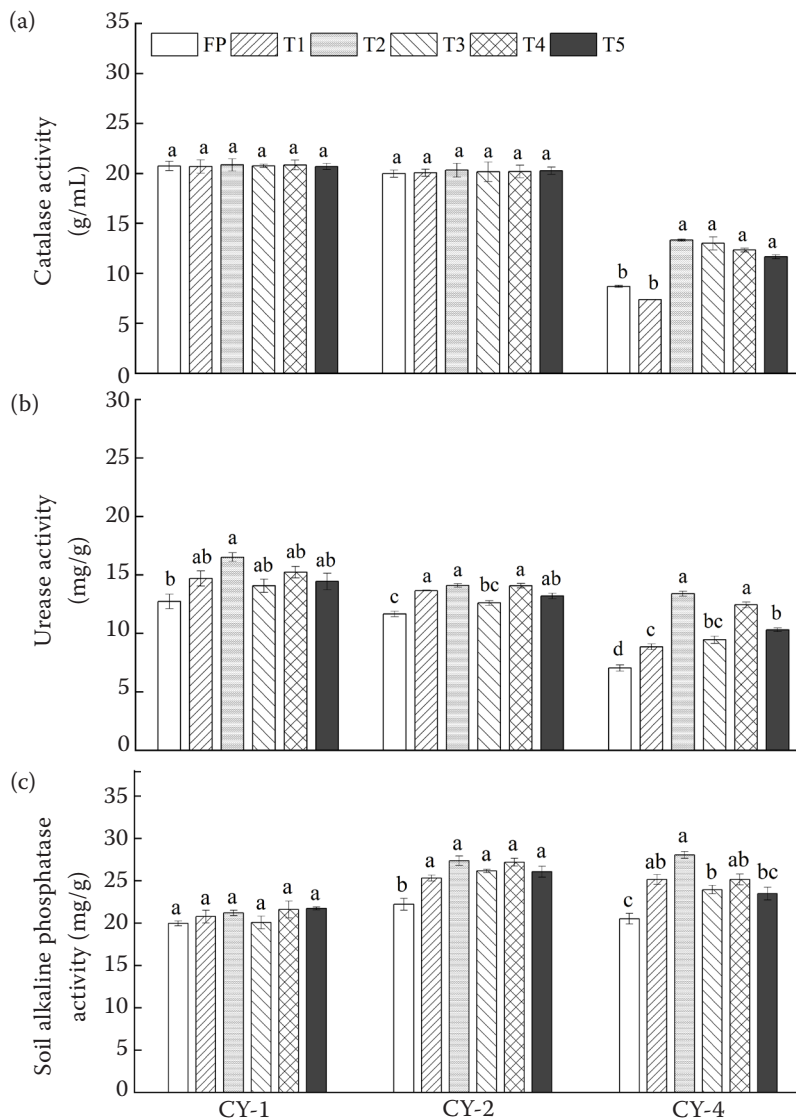 (a)
FP T1 T2 T3 T4 T5
Catalase activity
(g/mL)
35
30
25
20
15
10
5
0
a a a a a a
a a a a a a
b b a a a a
(b)
Urease activity
(mg/g)
30
25
20
15
10
5
0
b ab a ab ab ab
c a a bc a ab
d c a bc a b
(c)
Soil alkaline phosphatase
activity (mg/g)
35
30
25
20
15
10
5
0
a a a a a a
b a a a a a
c ab a b ab bc
CY-1 CY-2 CY-4